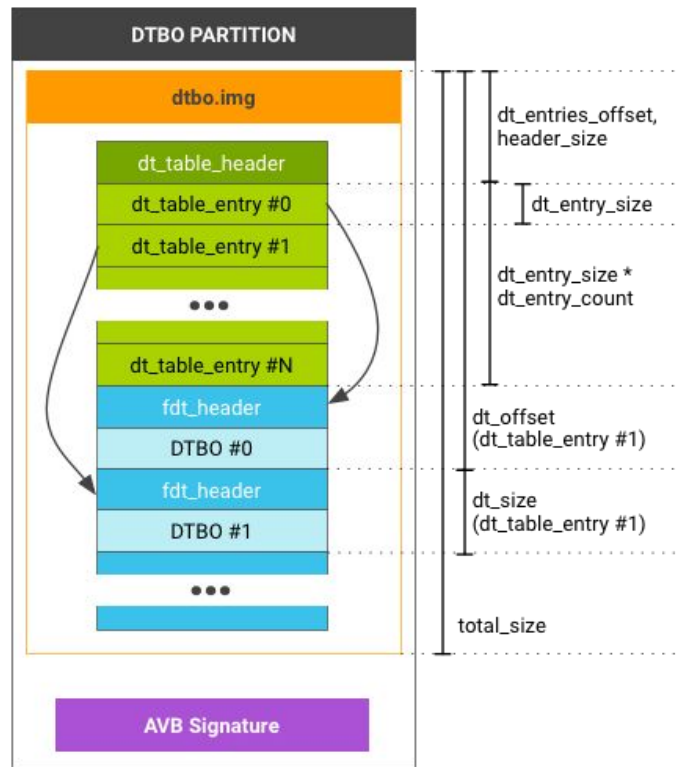 DTBO PARTITION
dtbo.img
dt_table_header
dt_table_entry #0
dt_table_entry #1
•••
dt_table_entry #N
fdt_header
DTBO #0
fdt_header
DTBO #1
•••
AVB Signature
dt_entries_offset,
header_size
dt_entry_size
dt_entry_size *
dt_entry_count
dt_offset
(dt_table_entry #1)
dt_size
(dt_table_entry #1)
total_size